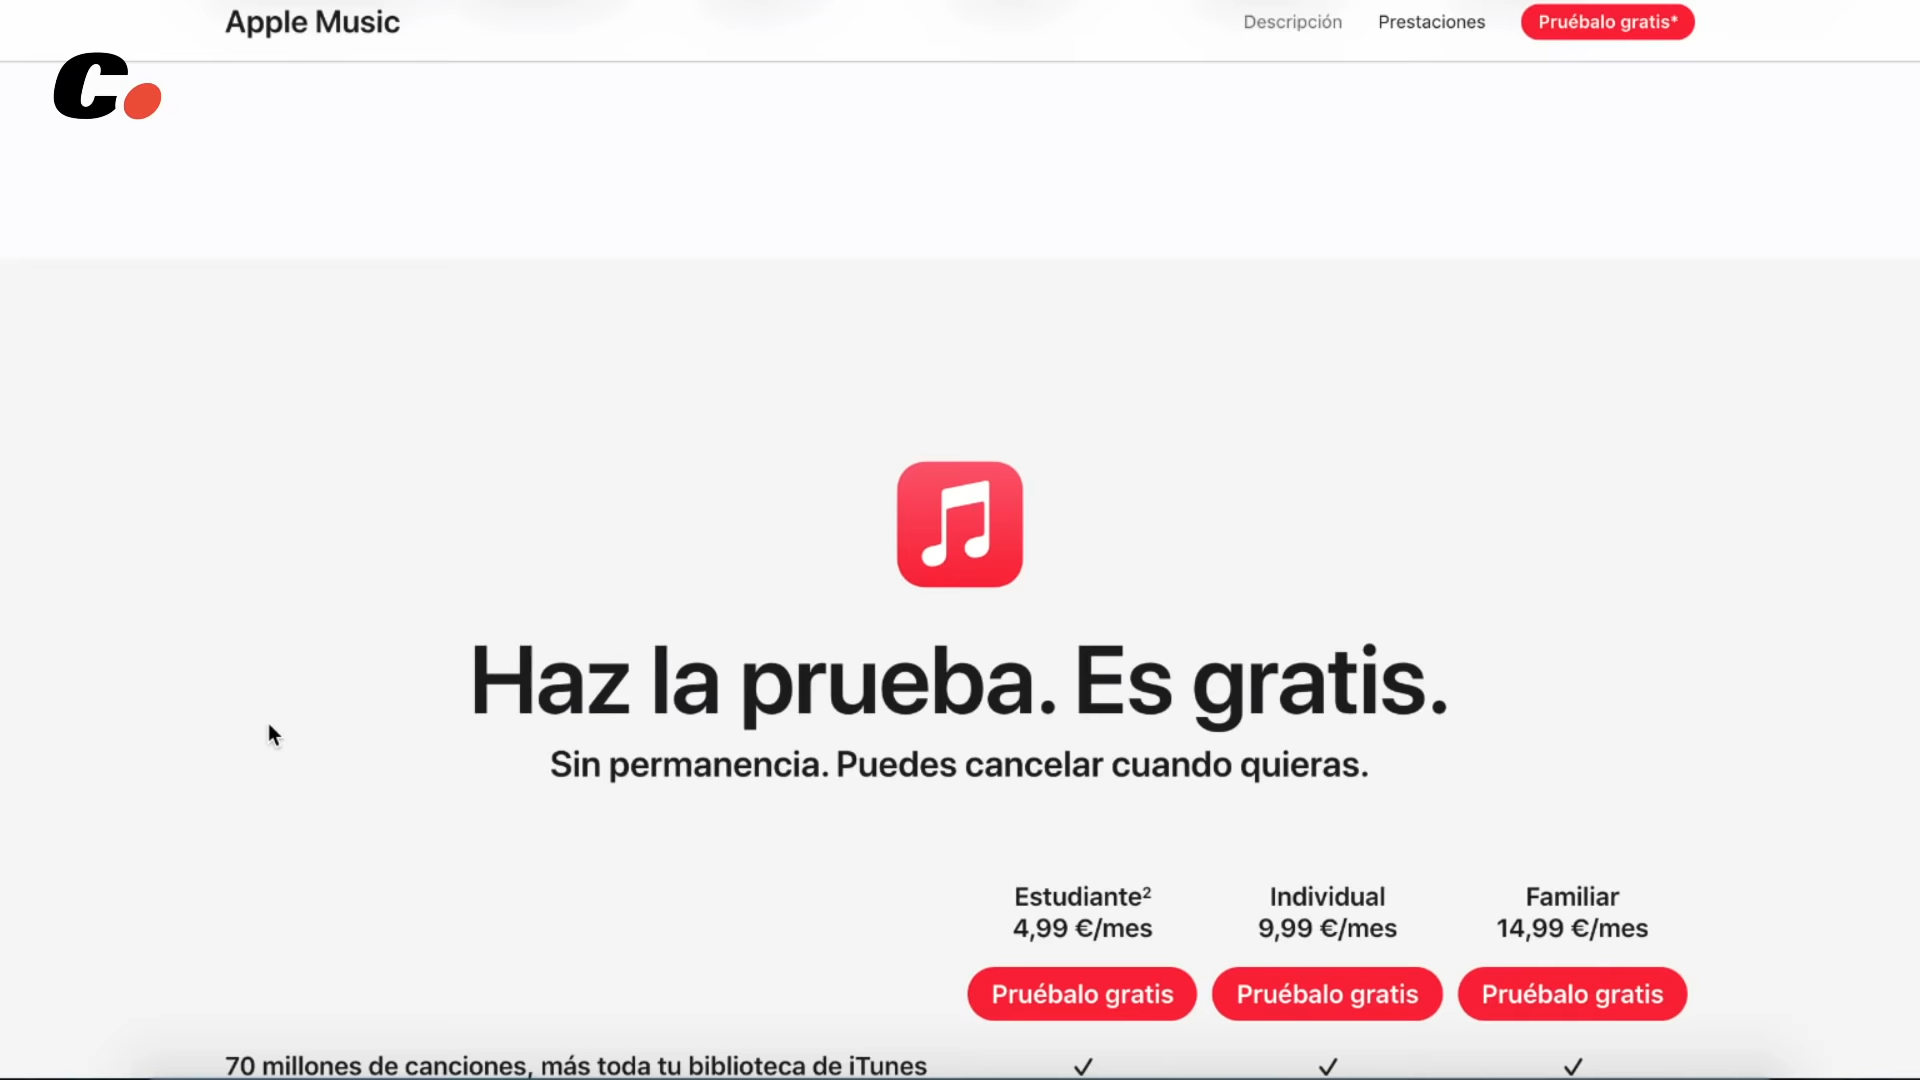 Apple Music
Descripción
Prestaciones
Pruébalo gratis*
C.
Haz la prueba. Es gratis.
Sin permanencia. Puedes cancelar cuando quieras.
Estudiante²
4,99 €/mes
Individual
9,99 €/mes
Familiar
14,99 €/mes
Pruébalo gratis
Pruébalo gratis
Pruébalo gratis
70 millones de canciones, más toda tu biblioteca de iTunes